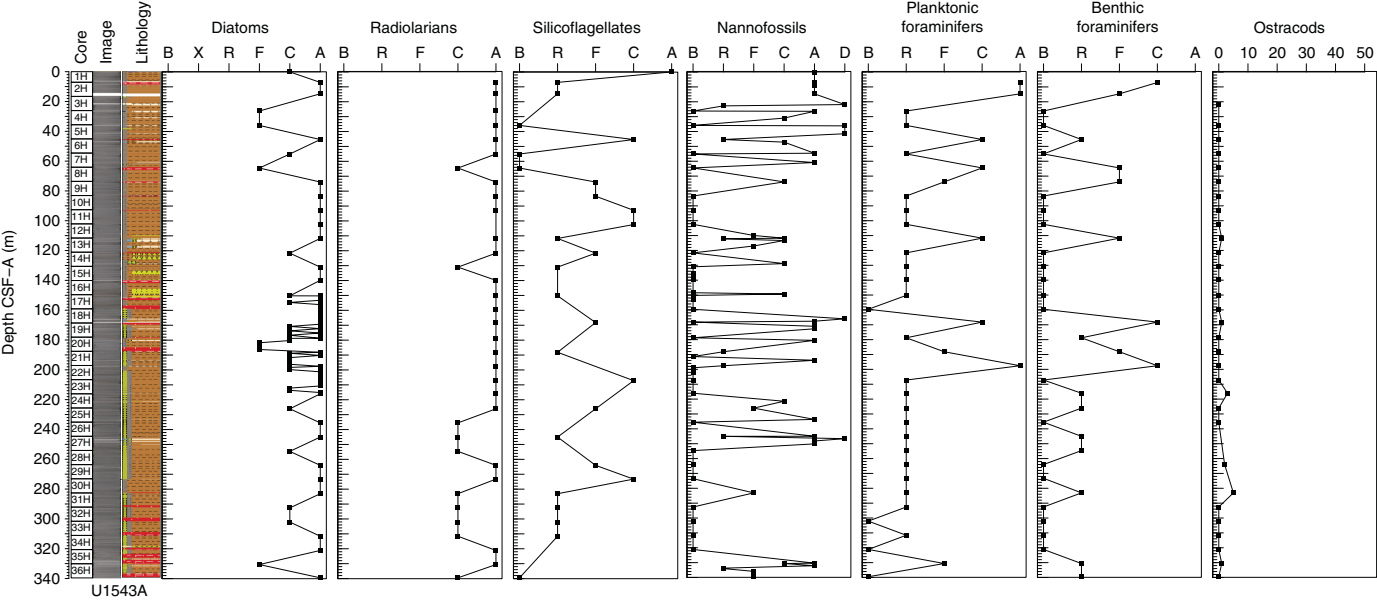 Core
Image
Lithology
Diatoms
Radiolarians
Silicoflagellates
Nannofossils
Planktonic
foraminifers
Benthic
foraminifers
Ostracods
B X R F C A
B R F C A
B R F C A
B R F C A D
B R F C A
B R F C A
0 10 20 30 40 50
Depth CSF–A (m)
0
20
40
60
80
100
120
140
160
180
200
220
240
260
280
300
320
340
1H
2H
3H
4H
5H
6H
7H
8H
9H
10H
11H
12H
13H
14H
15H
16H
17H
18H
19H
20H
21H
22H
23H
24H
25H
26H
27H
28H
29H
30H
31H
32H
33H
34H
35H
36H
U1543A